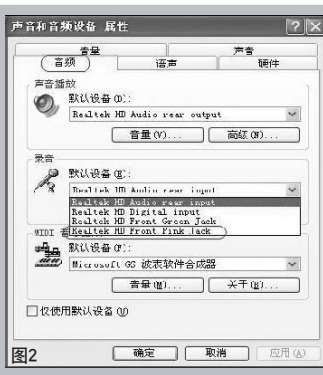 声音和音频设备 属性
音量 声音
音频 语声 硬件
声音播放
默认设备(D):
Realtek HD Audio rear output
音量(V)... 高级(N)...
录音
默认设备(E):
Realtek HD Audio rear input
Realtek HD Audio rear input
Realtek HD Digital input
Realtek HD Front Green Jack
Realtek HD Front Pink Jack
MIDI
默认设备(F):
Microsoft GS 波表软件合成器
音量(M)... 关于(B)...
仅使用默认设备(U)
图2
确定 取消 应用(A)